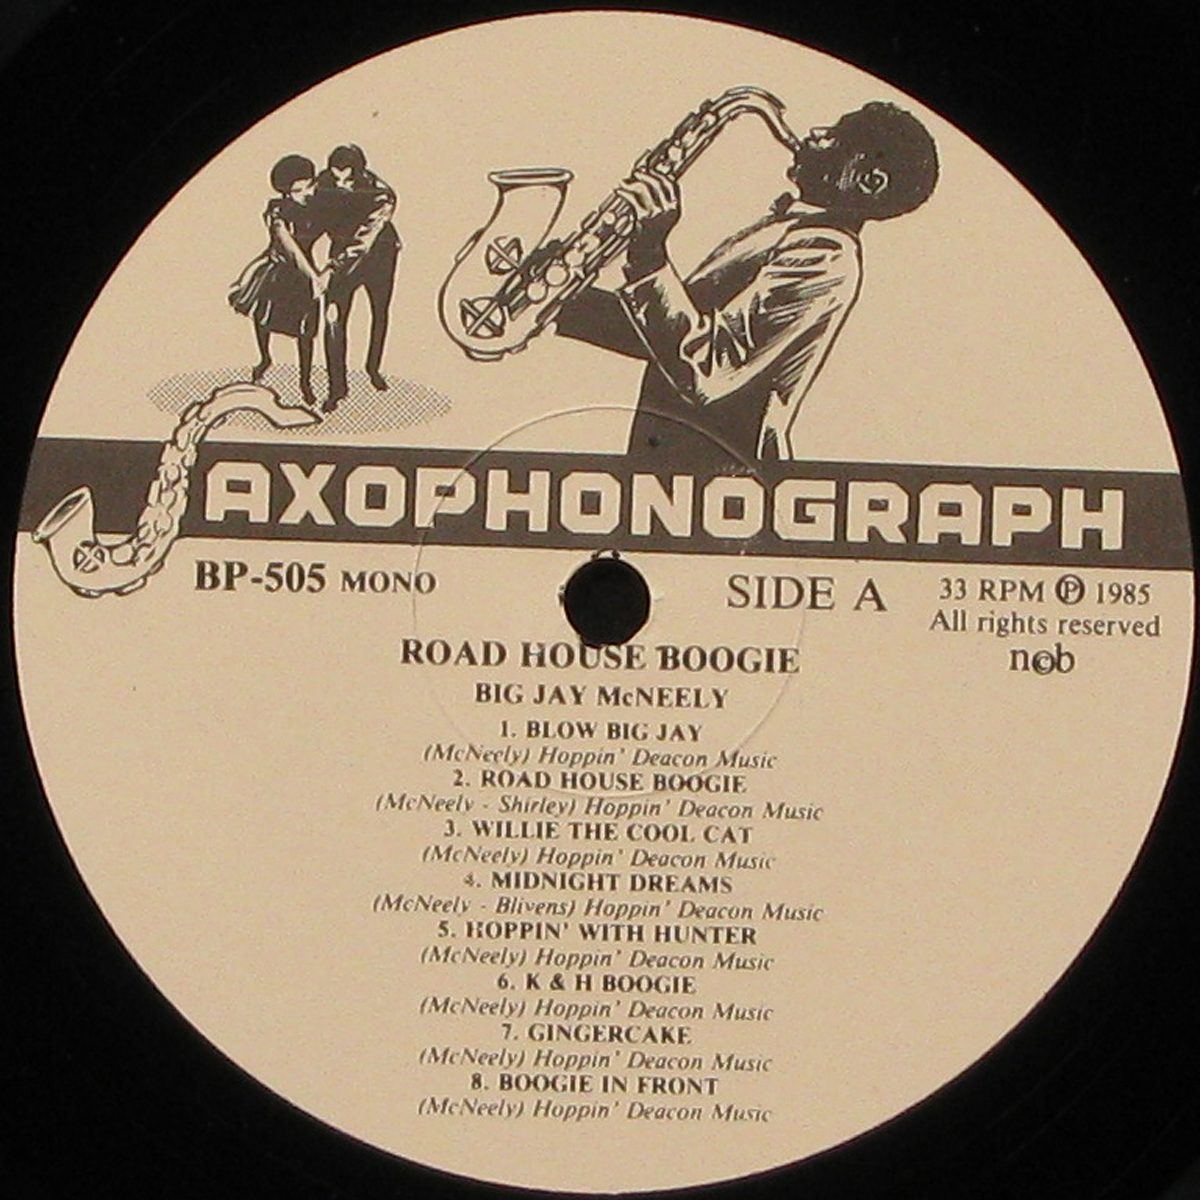 SAXOPHONOGRAPH
BP-505 MONO
SIDE A
33 RPM ℗ 1985
All rights reserved
n©b
ROAD HOUSE BOOGIE
BIG JAY McNEELY
1. BLOW BIG JAY
(McNeely) Hoppin' Deacon Music
2. ROAD HOUSE BOOGIE
(McNeely - Shirley) Hoppin' Deacon Music
3. WILLIE THE COOL CAT
(McNeely) Hoppin' Deacon Music
4. MIDNIGHT DREAMS
(McNeely - Blivens) Hoppin' Deacon Music
5. HOPPIN' WITH HUNTER
(McNeely) Hoppin' Deacon Music
6. K & H BOOGIE
(McNeely) Hoppin' Deacon Music
7. GINGERCAKE
(McNeely) Hoppin' Deacon Music
8. BOOGIE IN FRONT
(McNeely) Hoppin' Deacon Music